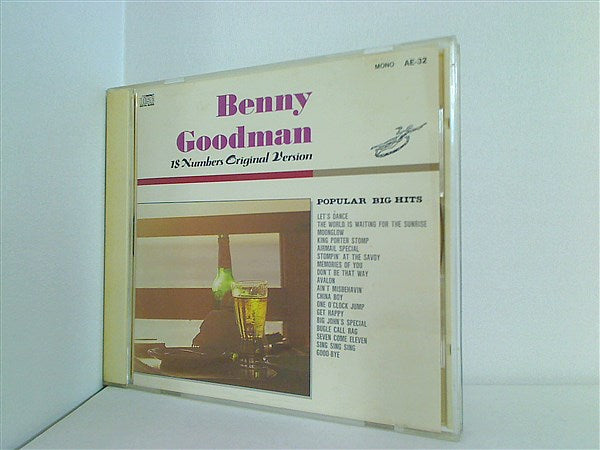 MONO AE-32
Benny
Goodman
18 Numbers Original Version
POPULAR BIG HITS
LET'S DANCE
THE WORLD IS WAITING FOR THE SUNRISE
MOONGLOW
KING PORTER STOMP
AIRMAIL SPECIAL
STOMPIN' AT THE SAVOY
MEMORIES OF YOU
DON'T BE THAT WAY
AVALON
AIN'T MISBEHAVIN'
CHINA BOY
ONE O'CLOCK JUMP
GET HAPPY
BIG JOHN'S SPECIAL
BUGLE CALL RAG
SEVEN COME ELEVEN
SING SING SING
GOOD-BYE